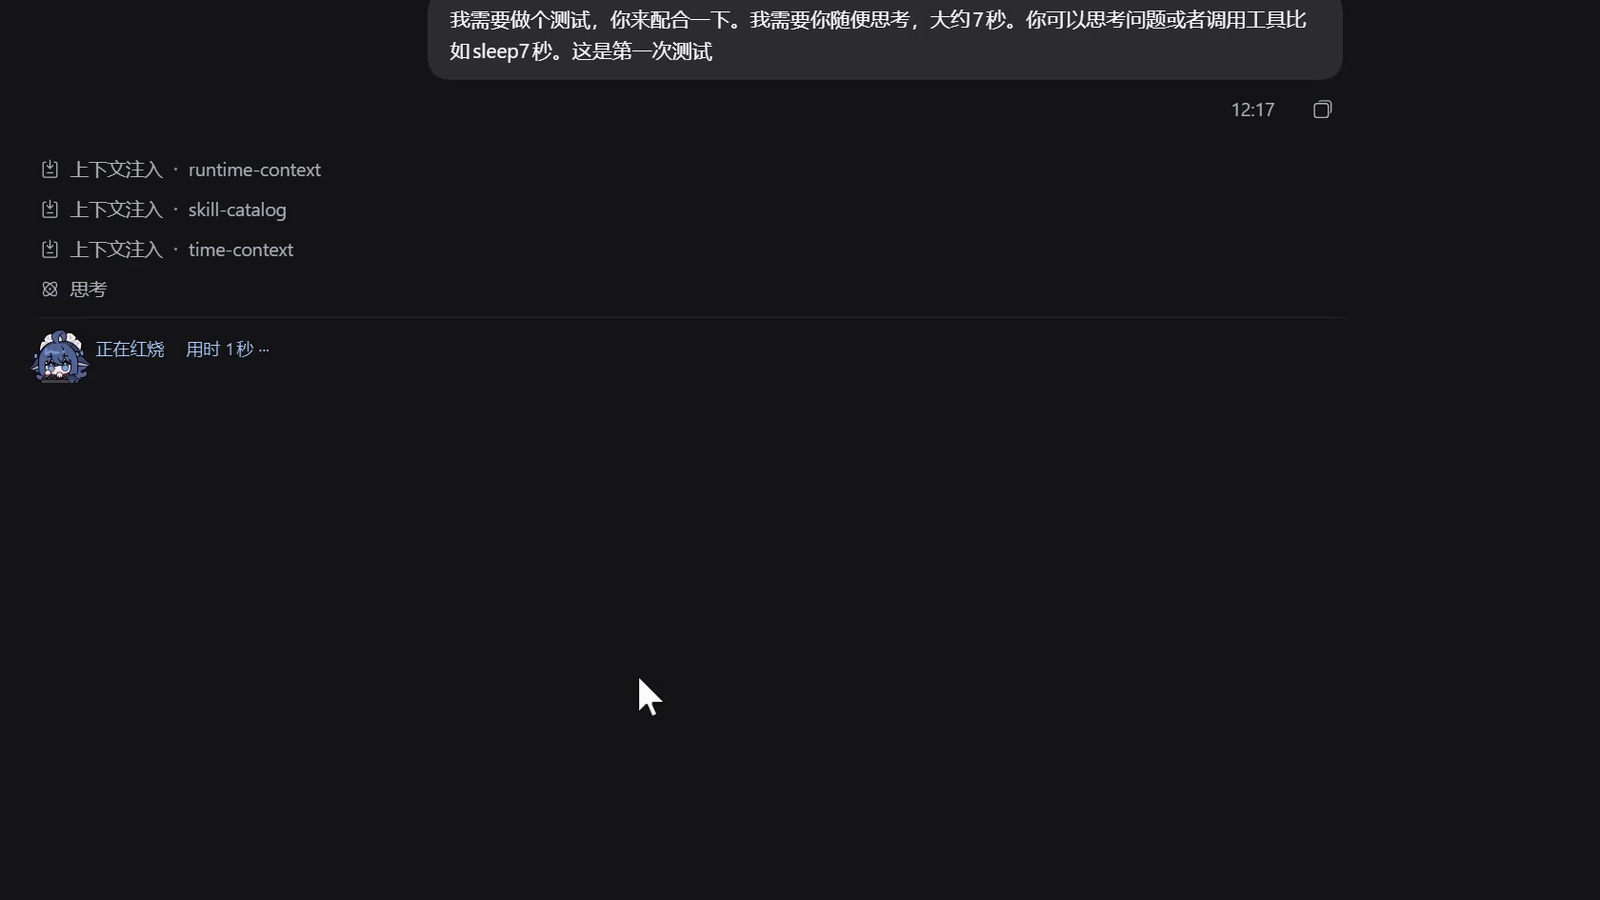 我需要做个测试，你来配合一下。我需要你随便思考，大约7秒。你可以思考问题或者调用工具比
如sleep7秒。这是第一次测试
12:17
上下文注入 · runtime-context
上下文注入 · skill-catalog
上下文注入 · time-context
思考
正在红烧 用时 1秒 ...